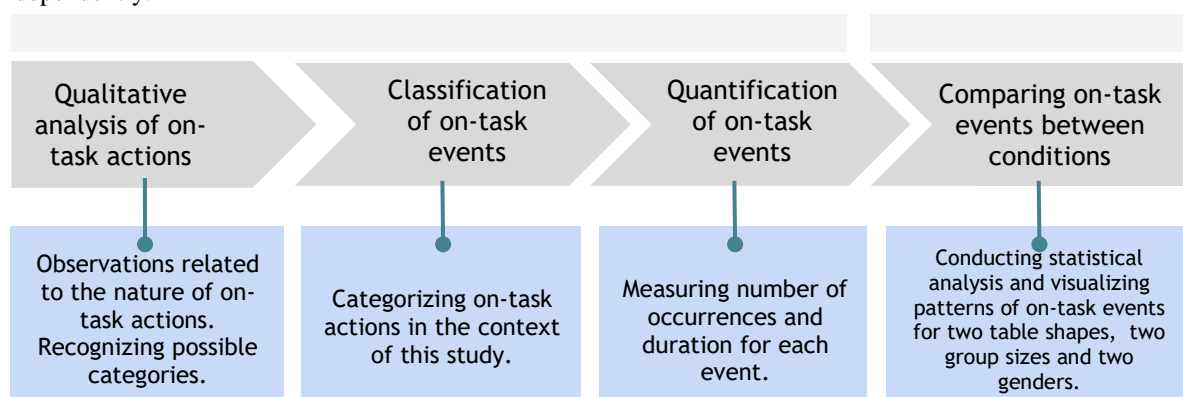 Qualitative
analysis of on-
task actions
Classification
of on-task
events
Quantification
of on-task
events
Comparing on-task
events between
conditions
Observations related
to the nature of on-
task actions.
Recognizing possible
categories.
Categorizing on-task
actions in the context
of this study.
Measuring number of
occurrences and
duration for each
event.
Conducting statistical
analysis and visualizing
patterns of on-task events
for two table shapes, two
group sizes and two
genders.